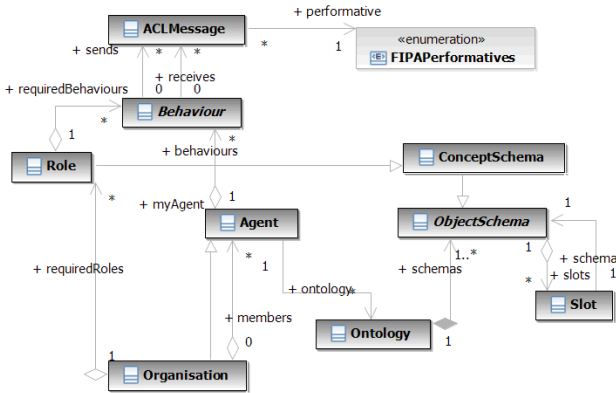 + performative
ACLMessage
+ sends
*
*
*
1
«enumeration»
FIPAPerformatives
+ receives
0
0
+ requiredBehaviours
*
Behaviour
1
*
+ behaviours
Role
ConceptSchema
*
+ myAgent
1
Agent
ObjectSchema
1
1
1..*
+ schema
*
1
+ schemas
+ slots
1
+ requiredRoles
+ ontology
*
*
Slot
+ members
Ontology
1
0
1
Organisation